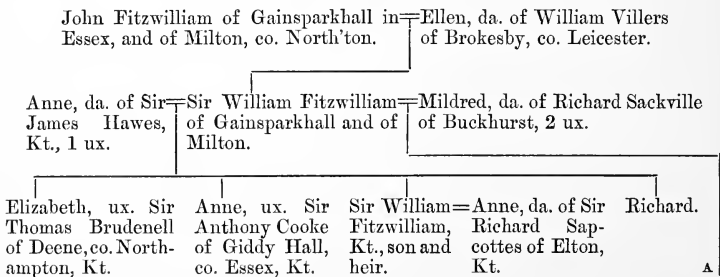 John Fitzwilliam of Gainsparkhall in=Ellen, da. of William Villers
Essex, and of Milton, co. North'ton. of Brokesby, co. Leicester.
Anne, da. of Sir=Sir William Fitzwilliam=Mildred, da. of Richard Sackville
James Hawes, of Gainsparkhall and of of Buckhurst, 2 ux.
Kt., 1 ux. Milton.
Elizabeth, ux. Sir Anne, ux. Sir Sir William=Anne, da. of Sir Richard.
Thomas Brudenell Anthony Cooke Fitzwilliam, Richard Sap-
of Deene, co. North- of Giddy Hall, Kt., son and cottes of Elton,
ampton, Kt. co. Essex, Kt. heir. Kt. A